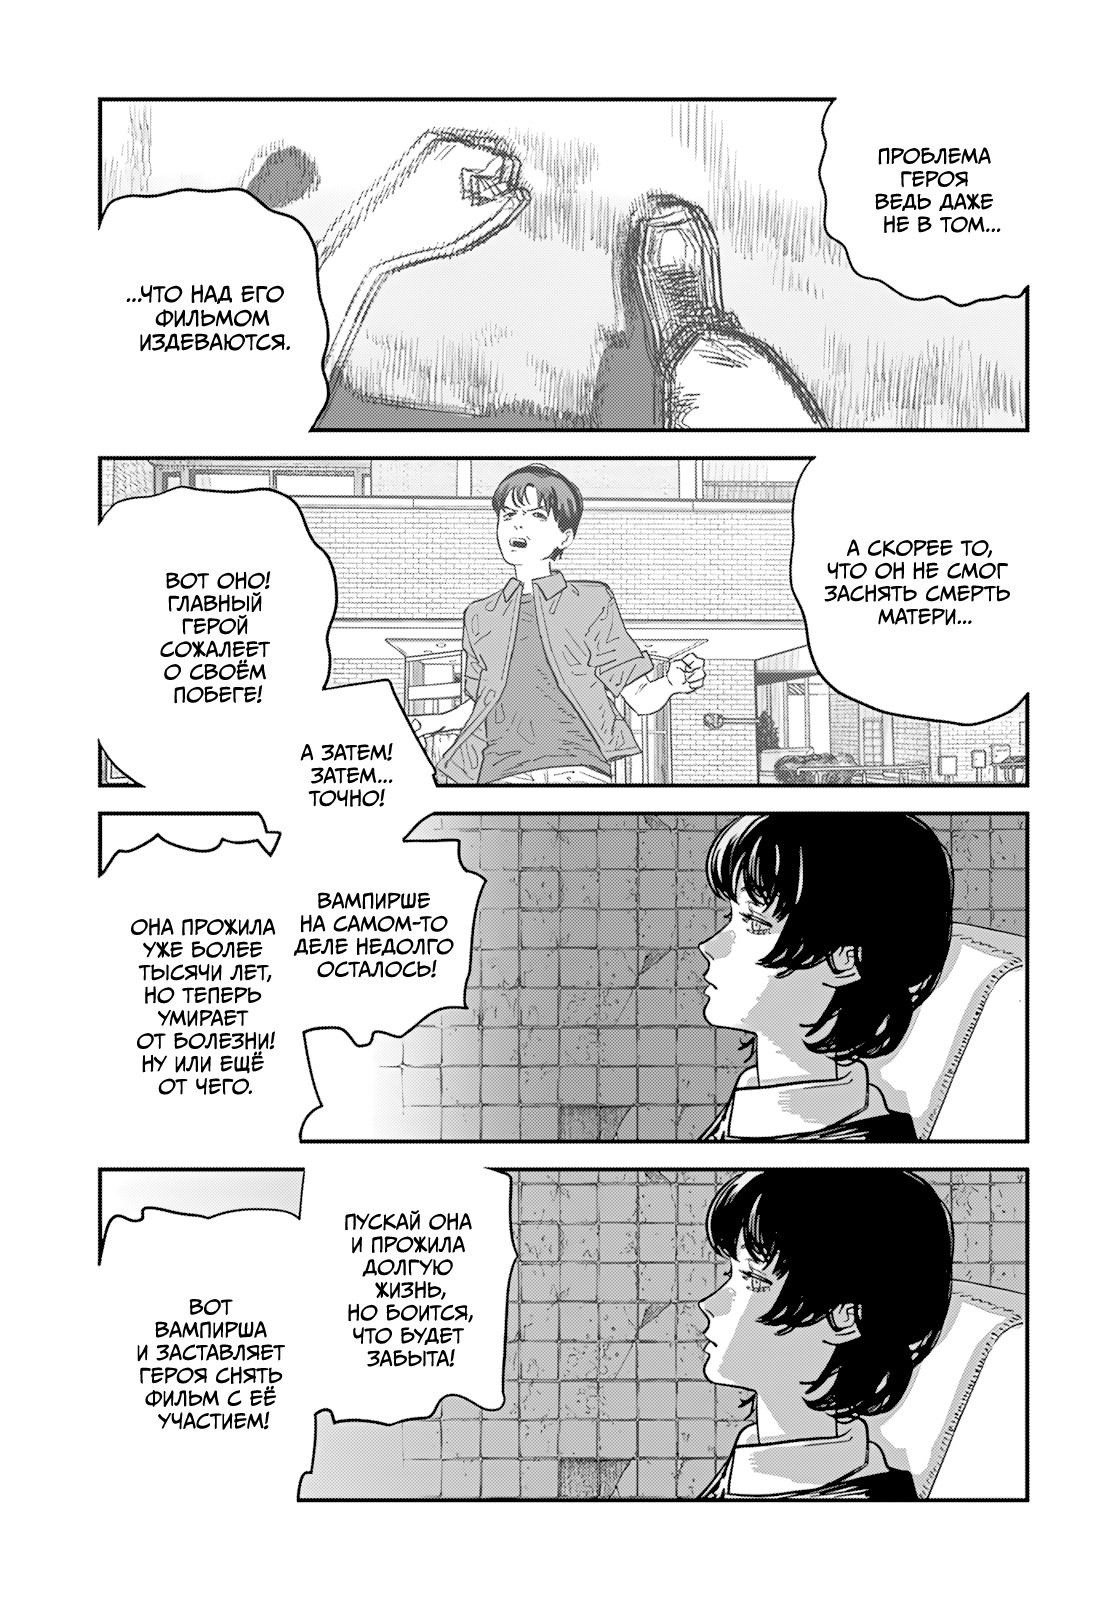 ПРОБЛЕМА
ГЕРОЯ
ВЕДЬ ДАЖЕ
НЕ В ТОМ...
...ЧТО НАД ЕГО
ФИЛЬМОМ
ИЗДЕВАЮТСЯ.
А СКОРЕЕ ТО,
ЧТО ОН НЕ СМОГ
ЗАСНЯТЬ СМЕРТЬ
МАТЕРИ...
ВОТ ОНО!
ГЛАВНЫЙ
ГЕРОЙ
СОЖАЛЕЕТ
О СВОЁМ
ПОБЕГЕ!
А ЗАТЕМ!
ЗАТЕМ...
ТОЧНО!
ВАМПИРШЕ
НА САМОМ-ТО
ДЕЛЕ НЕДОЛГО
ОСТАЛОСЬ!
ОНА ПРОЖИЛА
УЖЕ БОЛЕЕ
ТЫСЯЧИ ЛЕТ,
НО ТЕПЕРЬ
УМИРАЕТ
ОТ БОЛЕЗНИ!
НУ ИЛИ ЕЩЁ
ОТ ЧЕГО.
ПУСКАЙ ОНА
И ПРОЖИЛА
ДОЛГУЮ
ЖИЗНЬ,
НО БОИТСЯ,
ЧТО БУДЕТ
ЗАБЫТА!
ВОТ
ВАМПИРША
И ЗАСТАВЛЯЕТ
ГЕРОЯ СНЯТЬ
ФИЛЬМ С ЕЁ
УЧАСТИЕМ!